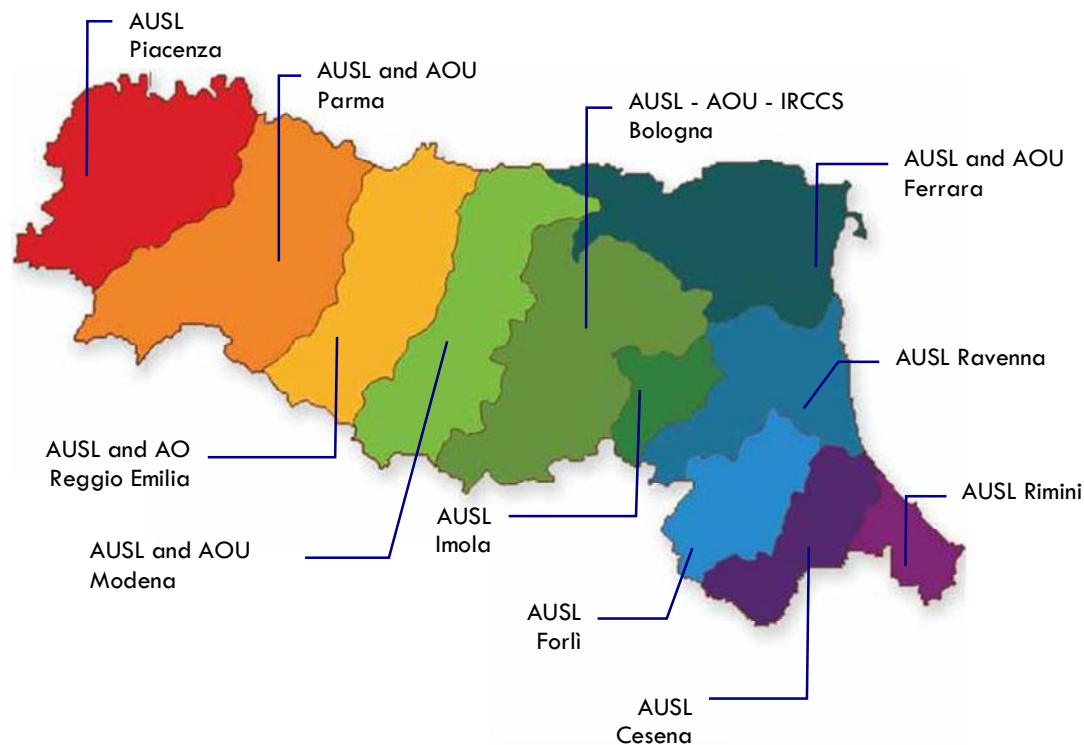 AUSL
Piacenza
AUSL and AOU
Parma
AUSL - AOU - IRCCS
Bologna
AUSL and AOU
Ferrara
AUSL Ravenna
AUSL and AO
Reggio Emilia
AUSL Rimini
AUSL
Imola
AUSL and AOU
Modena
AUSL
Forlì
AUSL
Cesena